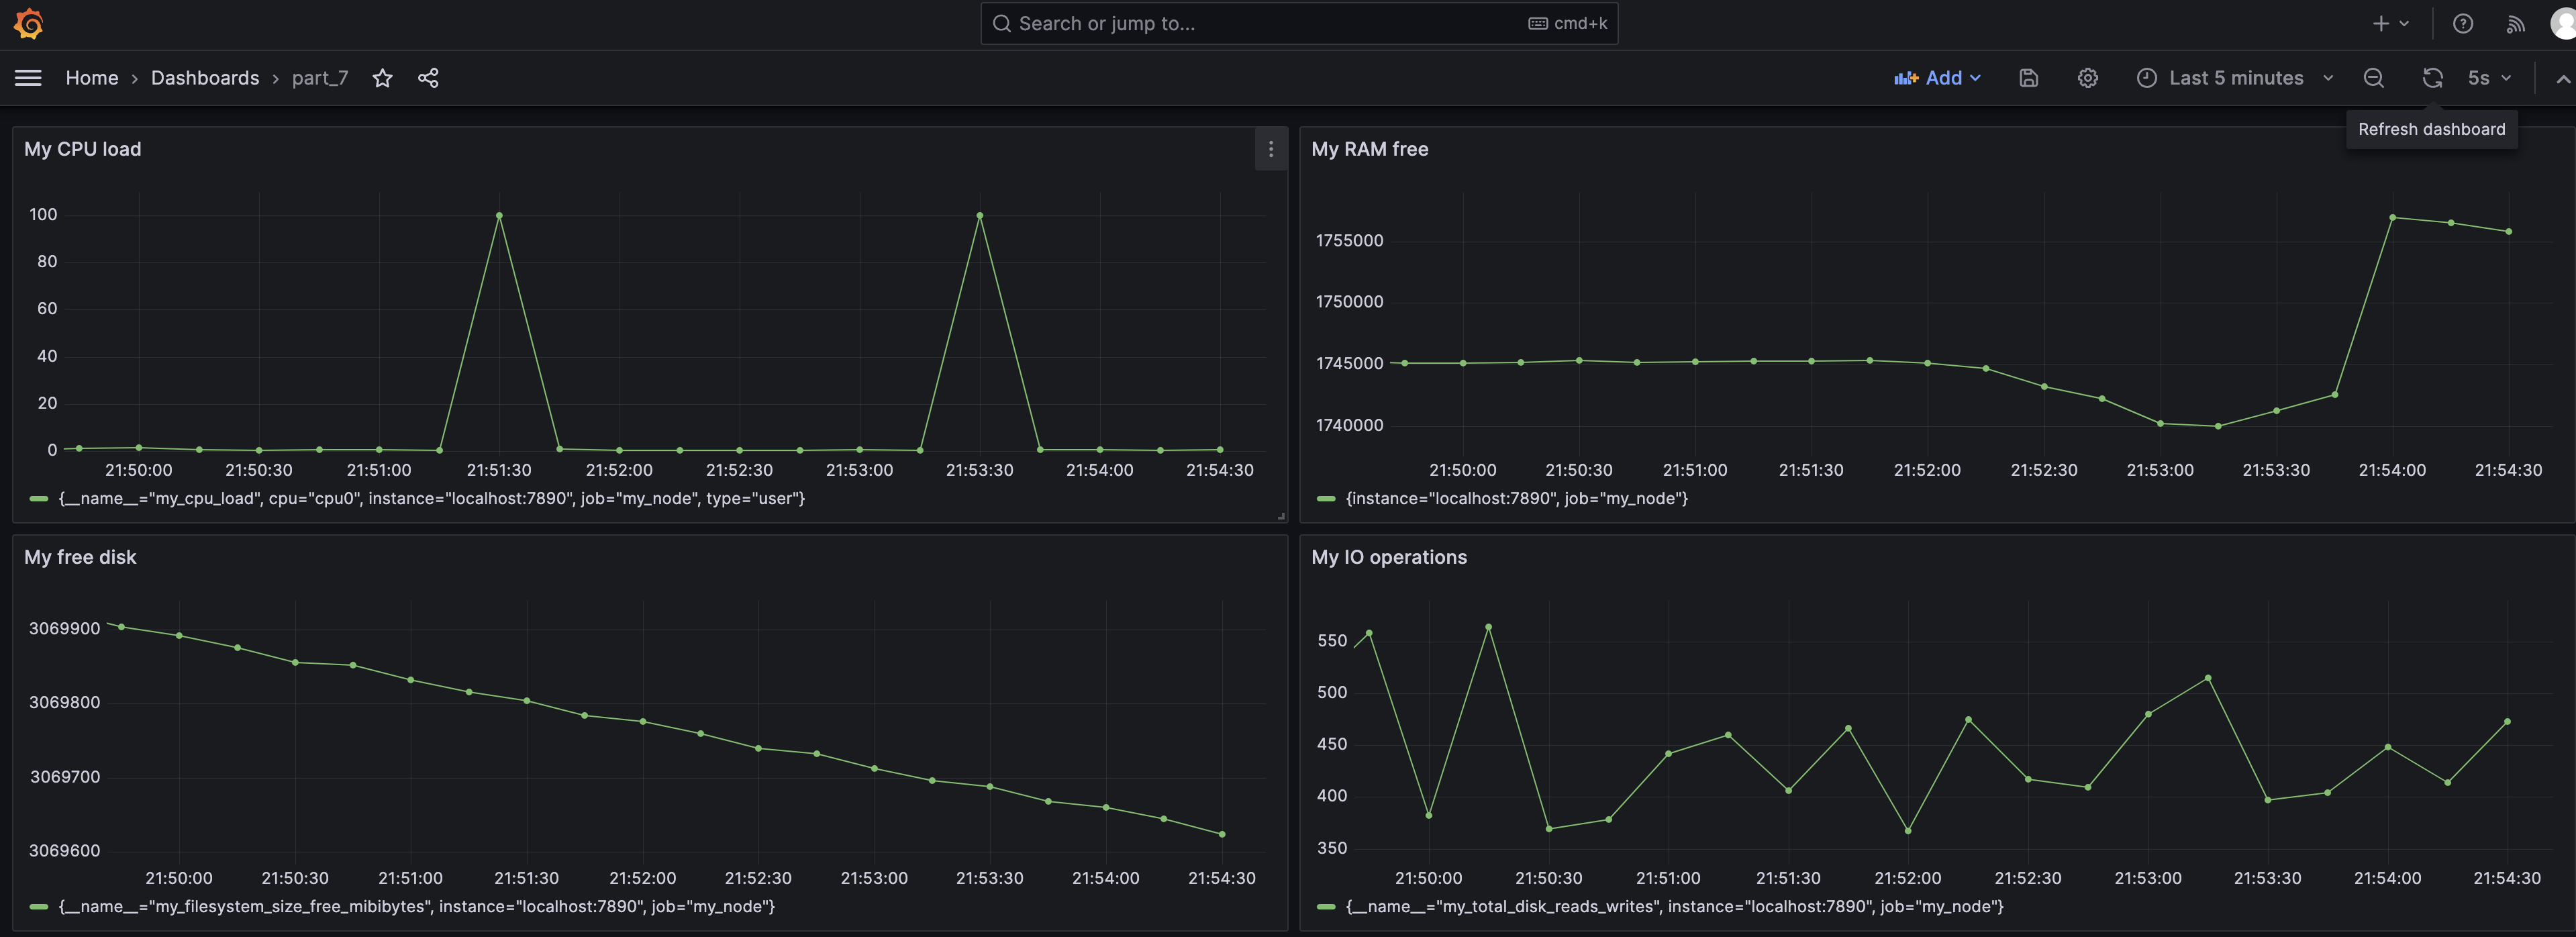 Search or jump to... cmd+k
Home › Dashboards › part_7 Add Last 5 minutes 5s
Refresh dashboard
My CPU load
100
80
60
40
20
0
21:50:00 21:50:30 21:51:00 21:51:30 21:52:00 21:52:30 21:53:00 21:53:30 21:54:00 21:54:30
{__name__="my_cpu_load", cpu="cpu0", instance="localhost:7890", job="my_node", type="user"}
My RAM free
1755000
1750000
1745000
1740000
21:50:00 21:50:30 21:51:00 21:51:30 21:52:00 21:52:30 21:53:00 21:53:30 21:54:00 21:54:30
{instance="localhost:7890", job="my_node"}
My free disk
3069900
3069800
3069700
3069600
21:50:00 21:50:30 21:51:00 21:51:30 21:52:00 21:52:30 21:53:00 21:53:30 21:54:00 21:54:30
{__name__="my_filesystem_size_free_mibibytes", instance="localhost:7890", job="my_node"}
My IO operations
550
500
450
400
350
21:50:00 21:50:30 21:51:00 21:51:30 21:52:00 21:52:30 21:53:00 21:53:30 21:54:00 21:54:30
{__name__="my_total_disk_reads_writes", instance="localhost:7890", job="my_node"}